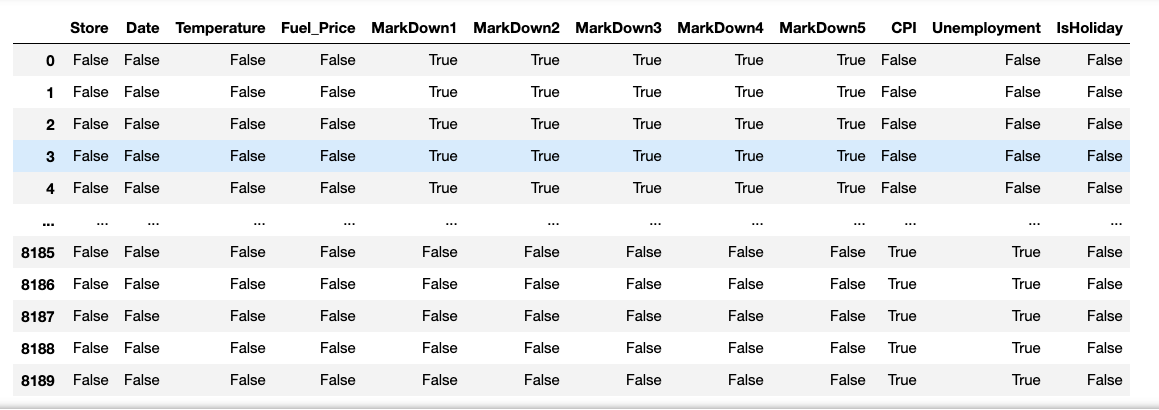 Store Date Temperature Fuel_Price MarkDown1 MarkDown2 MarkDown3 MarkDown4 MarkDown5 CPI Unemployment IsHoliday
0 False False False False True True True True True False False False
1 False False False False True True True True True False False False
2 False False False False True True True True True False False False
3 False False False False True True True True True False False False
4 False False False False True True True True True False False False
... ... ... ... ... ... ... ... ... ... ... ... ...
8185 False False False False False False False False False True True False
8186 False False False False False False False False False True True False
8187 False False False False False False False False False True True False
8188 False False False False False False False False False True True False
8189 False False False False False False False False False True True False